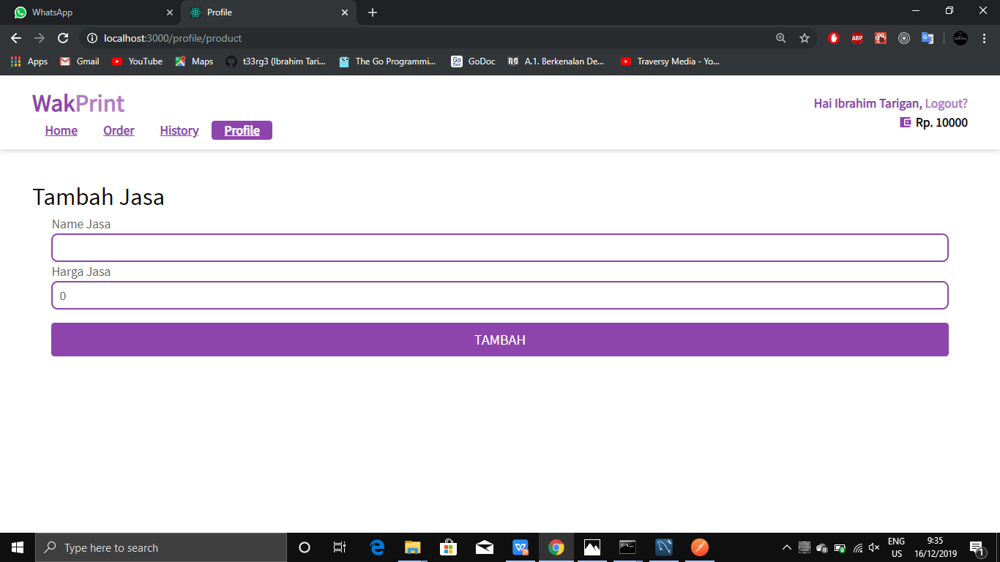 WhatsApp
Profile
localhost:3000/profile/product
Apps
Gmail
YouTube
Maps
t33rg3 (Ibrahim Tari...
The Go Programmi...
GoDoc
A.1. Berkenalan De...
Traversy Media - Yo...
WakPrint
Hai Ibrahim Tarigan, Logout?
Rp. 10000
Home
Order
History
Profile
Tambah Jasa
Name Jasa
Harga Jasa
0
TAMBAH
Type here to search
ENG
US
9:35
16/12/2019
1